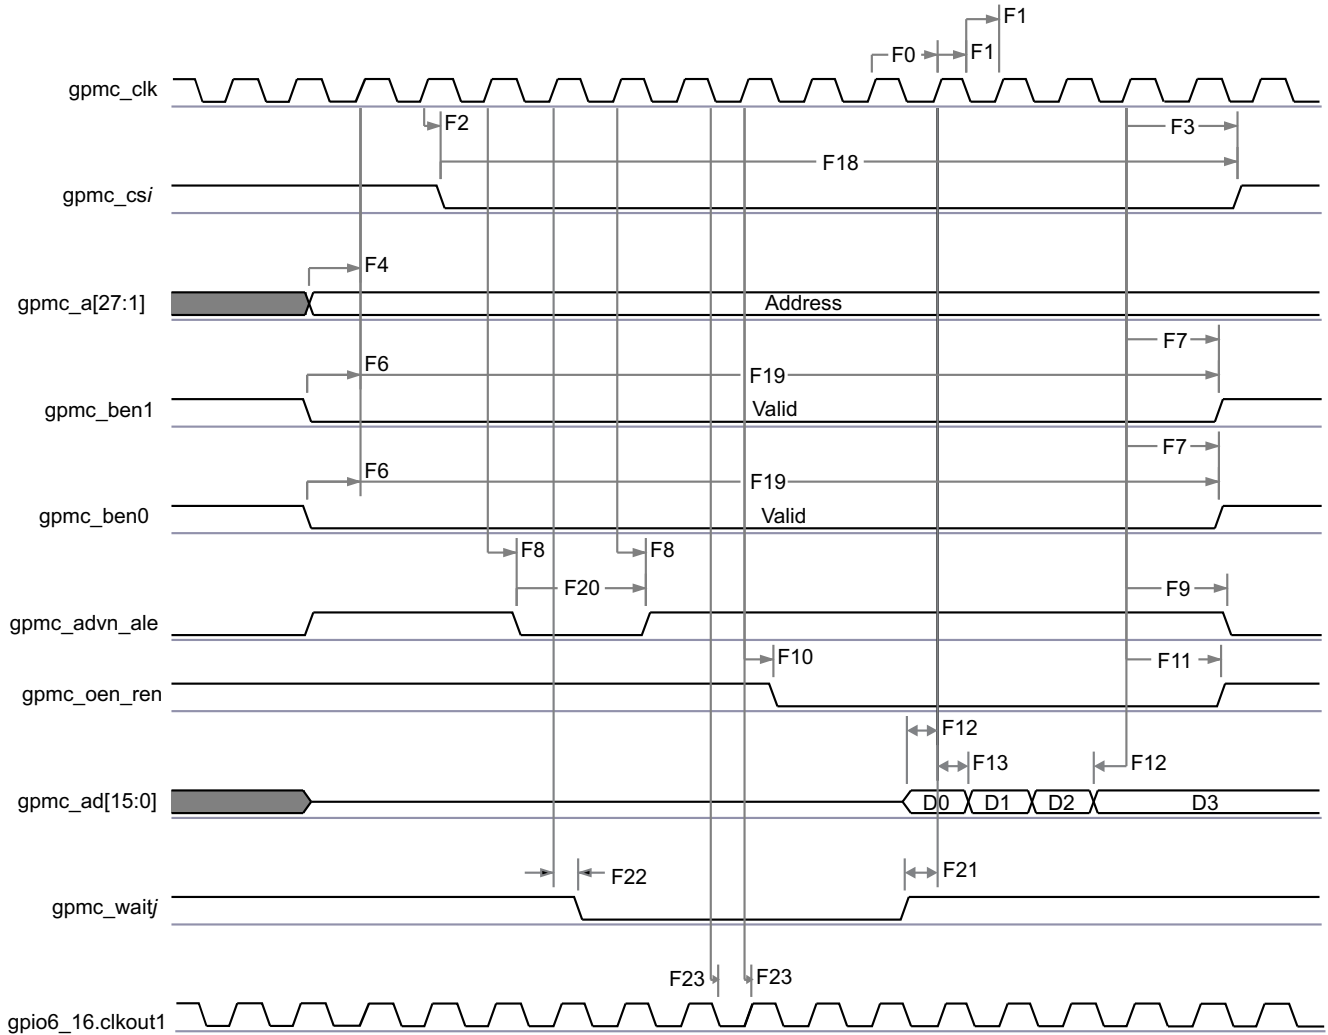 F1
F0
F1
gpmc_clk
F2
F3
F18
gpmc_csi
F4
gpmc_a[27:1]
Address
F7
F6
F19
gpmc_ben1
Valid
F7
F6
F19
gpmc_ben0
Valid
F8
F8
F20
F9
gpmc_advn_ale
F10
F11
gpmc_oen_ren
F12
F13
F12
gpmc_ad[15:0]
D0
D1
D2
D3
F22
F21
gpmc_waitj
F23
F23
gpio6_16.clkout1